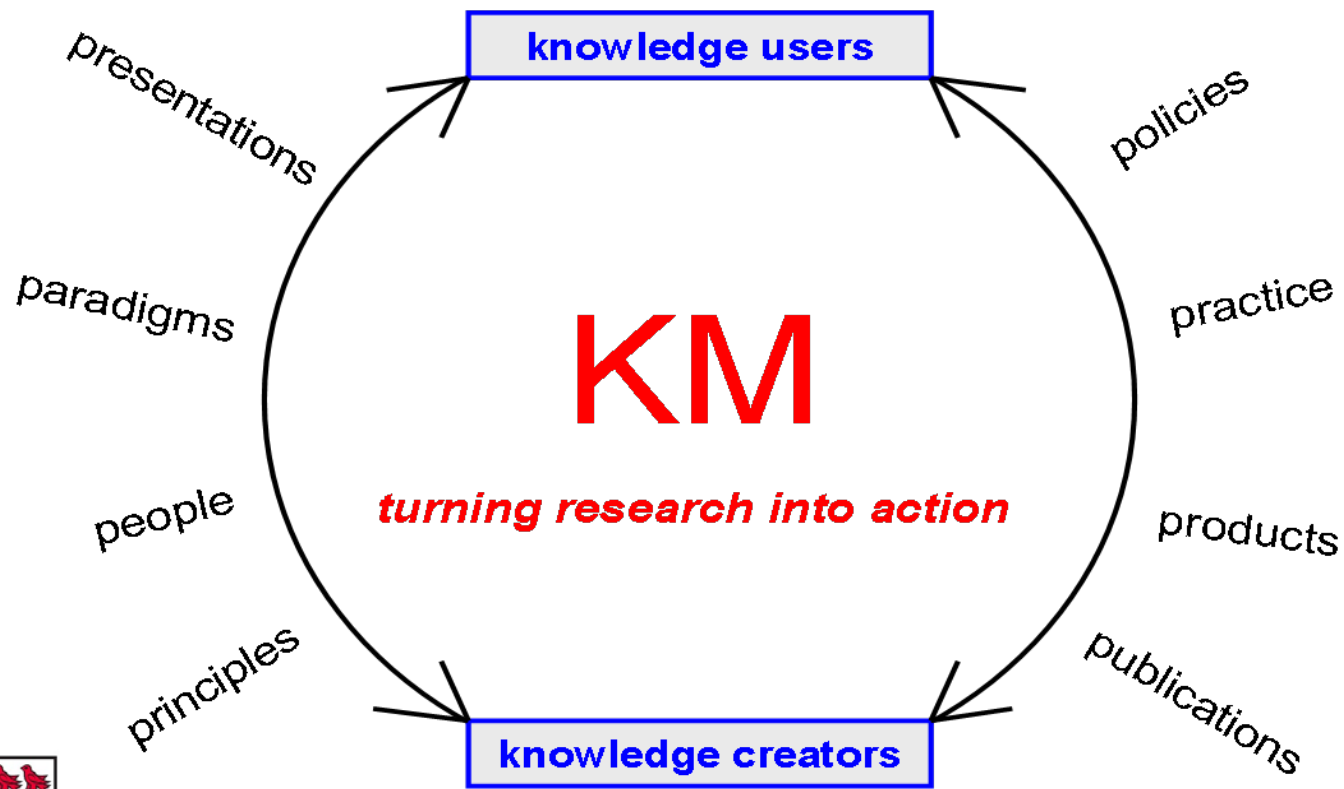 knowledge users
presentations
policies
paradigms
practice
KM
turning research into action
people
products
principles
publications
knowledge creators